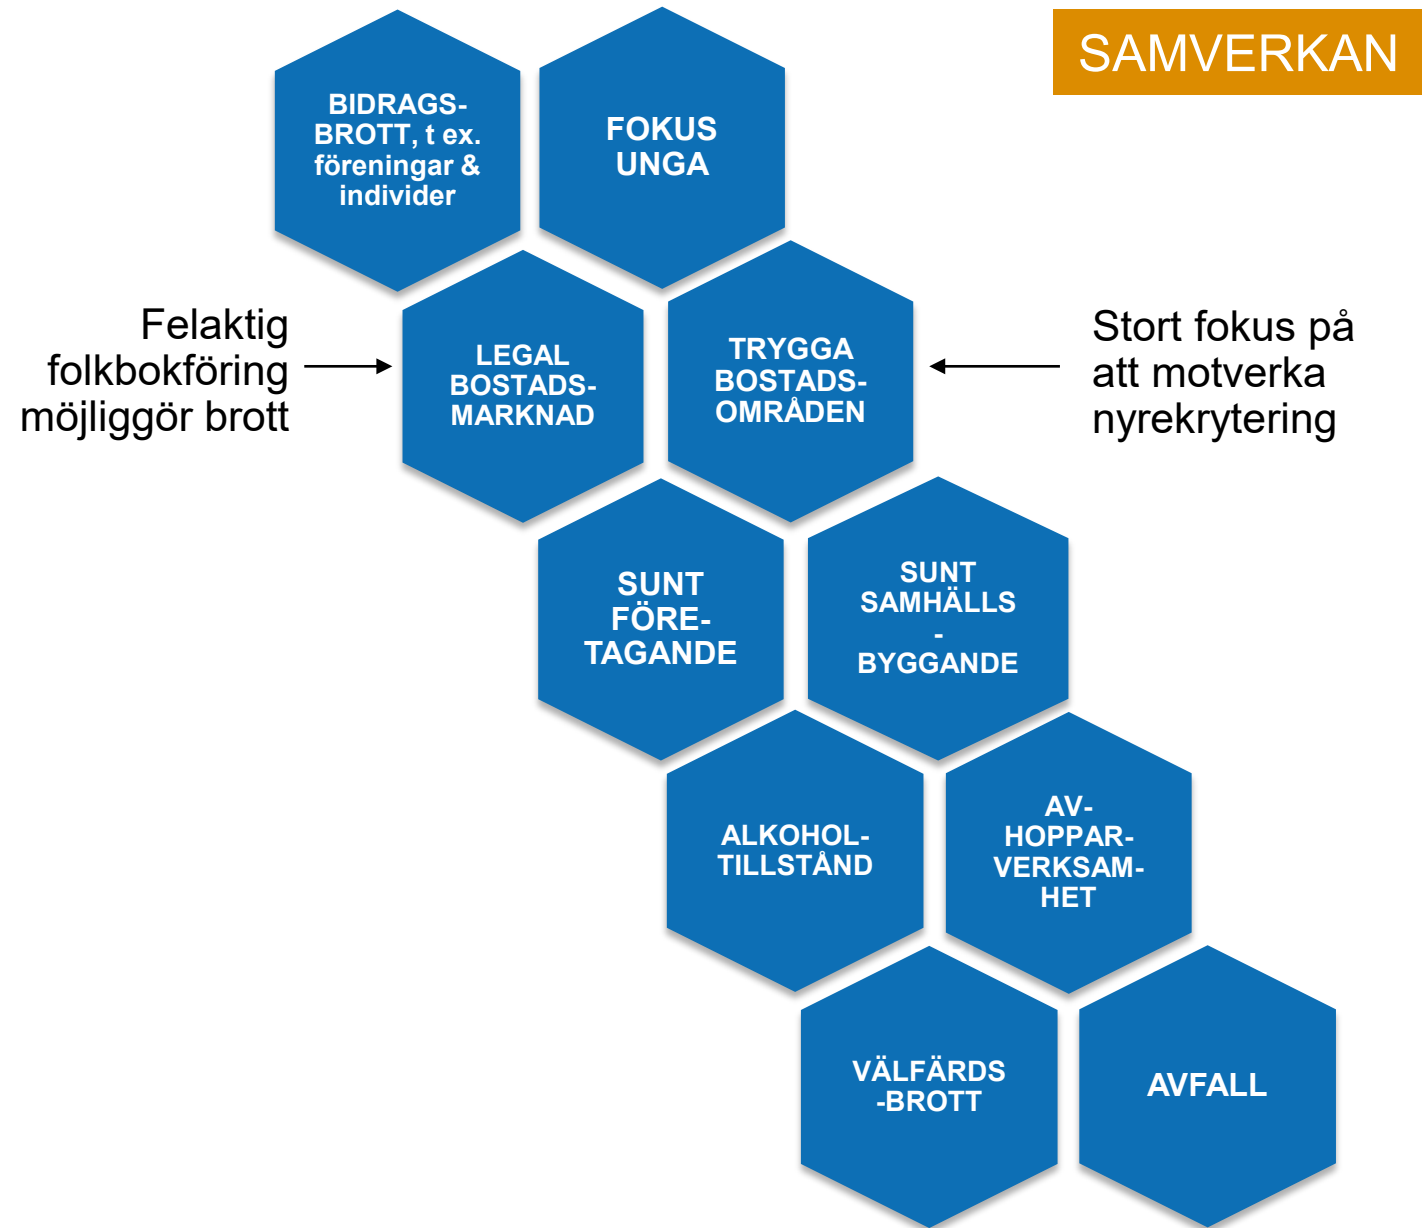 SAMVERKAN
BIDRAGS-
BROTT, t ex.
föreningar &
individer
FOKUS
UNGA
Felaktig
folkbokföring
möjliggör brott
LEGAL
BOSTADS-
MARKNAD
TRYGGA
BOSTADS-
OMRÅDEN
Stort fokus på
att motverka
nyrekrytering
SUNT
FÖRE-
TAGANDE
SUNT
SAMHÄLLS
-
BYGGANDE
ALKOHOL-
TILLSTÅND
AV-
HOPPAR-
VERKSAM-
HET
VÄLFÄRDS
-BROTT
AVFALL